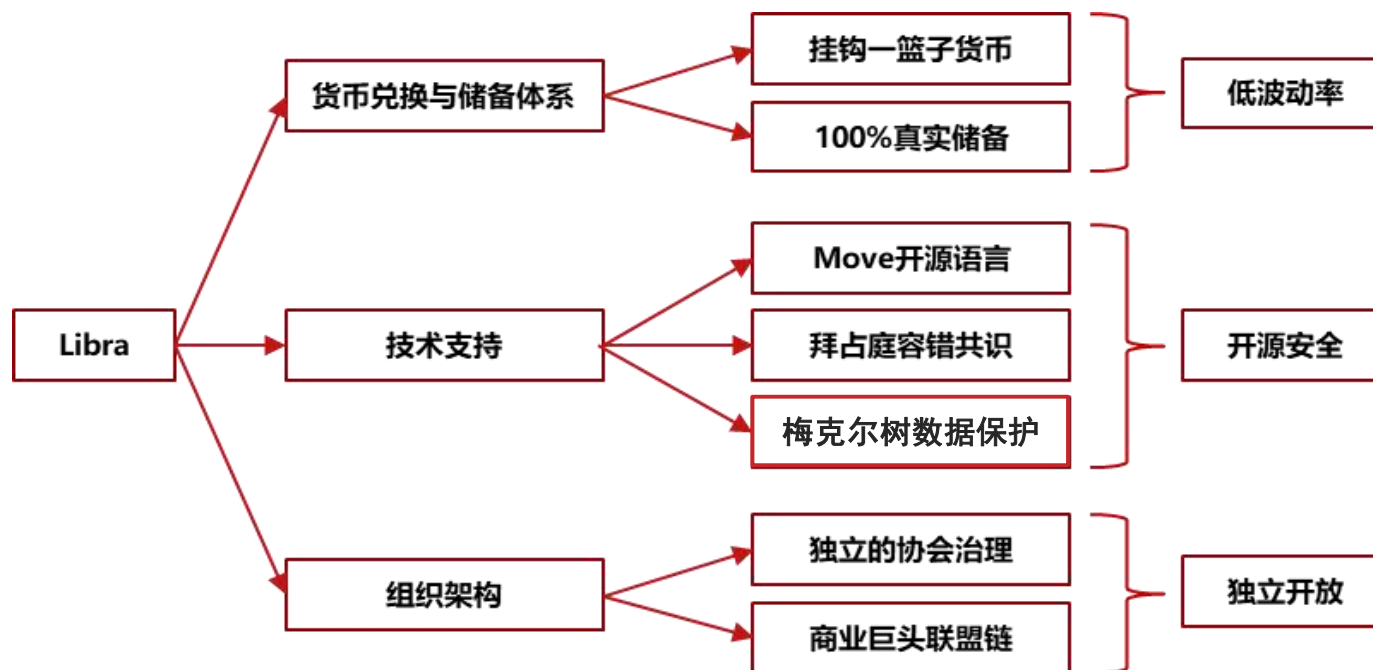 挂钩一篮子货币
货币兑换与储备体系
低波动率
100%真实储备
Move开源语言
Libra
技术支持
拜占庭容错共识
开源安全
梅克尔树数据保护
独立的协会治理
组织架构
独立开放
商业巨头联盟链